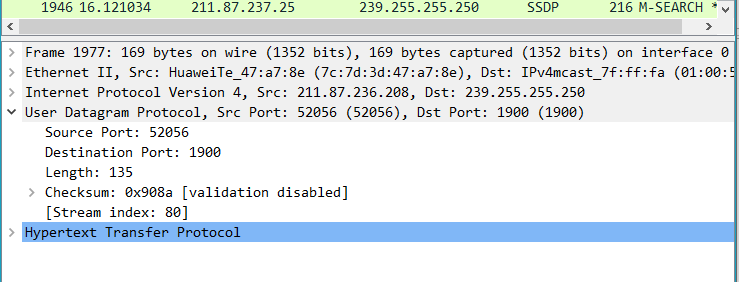 1946 16.121034 211.87.237.25 239.255.255.250 SSDP 216 M-SEARCH *
Frame 1977: 169 bytes on wire (1352 bits), 169 bytes captured (1352 bits) on interface 0
Ethernet II, Src: HuaweiTe_47:a7:8e (7c:7d:3d:47:a7:8e), Dst: IPv4mcast_7f:ff:fa (01:00:5
Internet Protocol Version 4, Src: 211.87.236.208, Dst: 239.255.255.250
User Datagram Protocol, Src Port: 52056 (52056), Dst Port: 1900 (1900)
Source Port: 52056
Destination Port: 1900
Length: 135
Checksum: 0x908a [validation disabled]
[Stream index: 80]
Hypertext Transfer Protocol